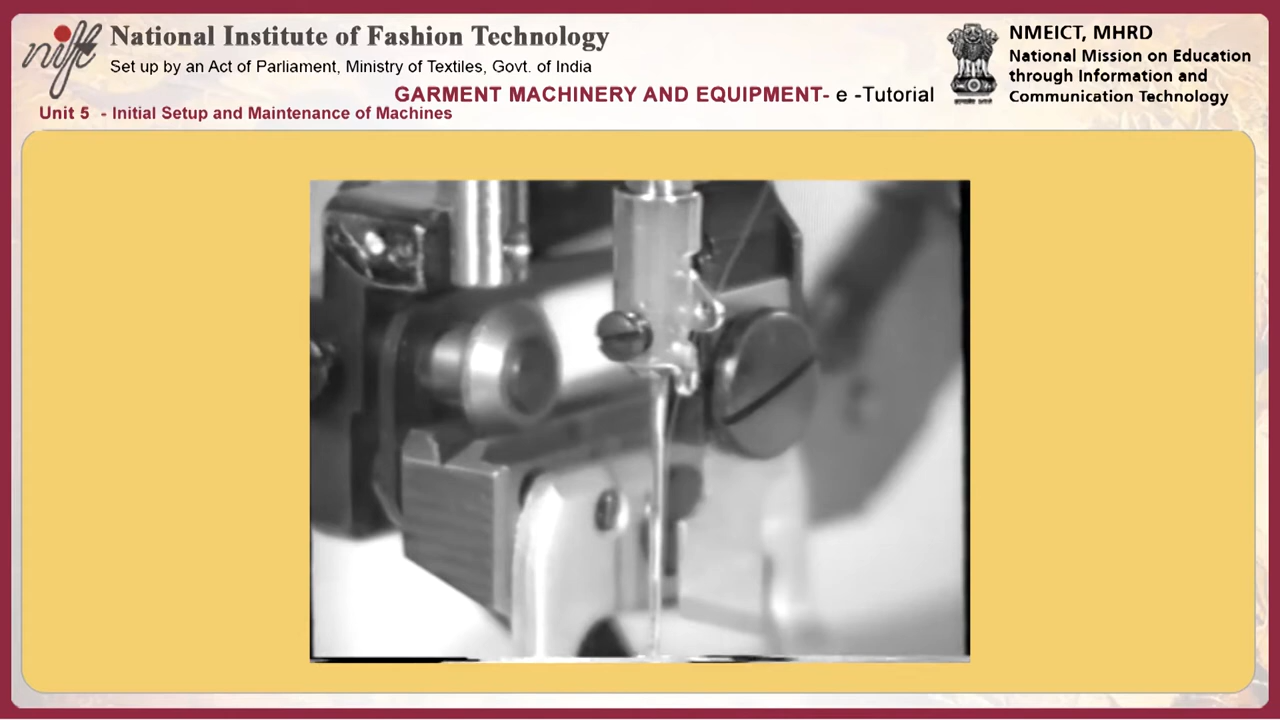 nift
National Institute of Fashion Technology
Set up by an Act of Parliament, Ministry of Textiles, Govt. of India
NMEICT, MHRD
National Mission on Education
through Information and
Communication Technology
GARMENT MACHINERY AND EQUIPMENT- e -Tutorial
Unit 5 - Initial Setup and Maintenance of Machines